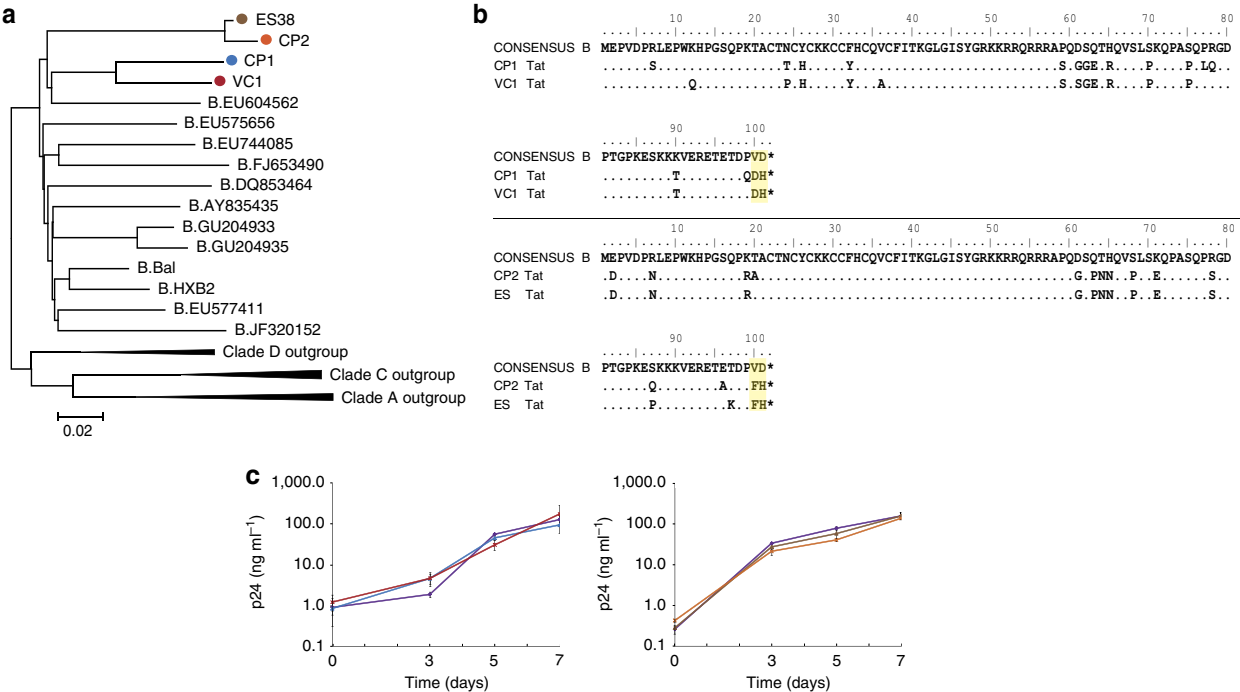 a
ES38
CP2
CP1
VC1
B.EU604562
B.EU575656
B.EU744085
B.FJ653490
B.DQ853464
B.AY835435
B.GU204933
B.GU204935
B.Bal
B.HXB2
B.EU577411
B.JF320152
Clade D outgroup
Clade C outgroup
Clade A outgroup
0.02
b
10 20 30 40 50 60 70 80
CONSENSUS B MEPVDPRLEPWKHPGSQPKTACTNCYCKKCCFHCQVCFITKGLGISYGRKKRRQRRRAPQDSQTHQVSLSKQPASQPRGD
CP1 Tat ......S................T.H.....Y..........................S.SGE.R....P....P.LQ..
VC1 Tat ...........Q...........T.H.....Y...A......................S.SGE.R....P....P.....
90 100
CONSENSUS B PTGPKESKKKVERETETDPVD*
CP1 Tat .........T........QDH*
VC1 Tat .........T.........DH*
10 20 30 40 50 60 70 80
CONSENSUS B MEPVDPRLEPWKHPGSQPKTACTNCYCKKCCFHCQVCFITKGLGISYGRKKRRQRRRAPQDSQTHQVSLSKQPASQPRGD
CP2 Tat .D....N...........RA........................................G.PNN..P..E......S..
ES Tat .D....N...........R.........................................G.PNN..P..E......S..
90 100
CONSENSUS B PTGPKESKKKVERETETDPVD*
CP2 Tat ......Q........A...FH*
ES Tat ......P.........K..FH*
c
1,000.0
100.0
10.0
1.0
0.1
p24 (ng ml⁻¹)
0 3 5 7
Time (days)
1,000.0
100.0
10.0
1.0
0.1
p24 (ng ml⁻¹)
0 3 5 7
Time (days)